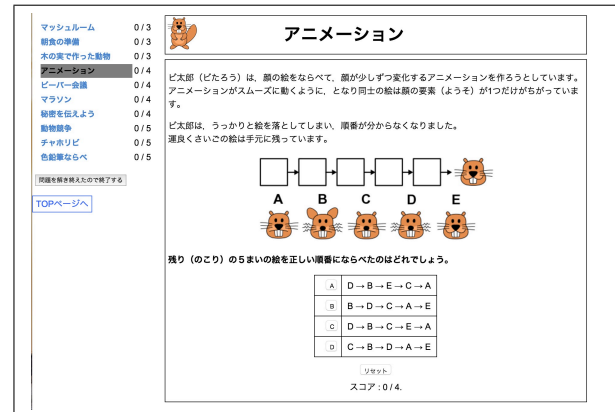 マッシュルーム 0 / 3
朝食の準備 0 / 3
木の実で作った動物 0 / 3
アニメーション 0 / 4
ビーバー会議 0 / 4
マラソン 0 / 4
秘密を伝えよう 0 / 4
動物競争 0 / 5
チャホリビ 0 / 5
色鉛筆ならべ 0 / 5
問題を解き終えたので終了する
TOPページへ
アニメーション
ビ太郎（ビたろう）は、顔の絵をならべて、顔が少しずつ変化するアニメーションを作ろうとしています。
アニメーションがスムーズに動くように、となり同士の絵は顔の要素（ようそ）が1つだけがちがっていま
す。
ビ太郎は、うっかりと絵を落としてしまい、順番が分からなくなりました。
運良くさいごの絵は手元に残っています。
A B C D E
残り（のこり）の５まいの絵を正しい順番にならべたのはどれでしょう。
A D → B → E → C → A
B B → D → C → A → E
C D → B → C → E → A
D C → B → D → A → E
リセット
スコア : 0 / 4.